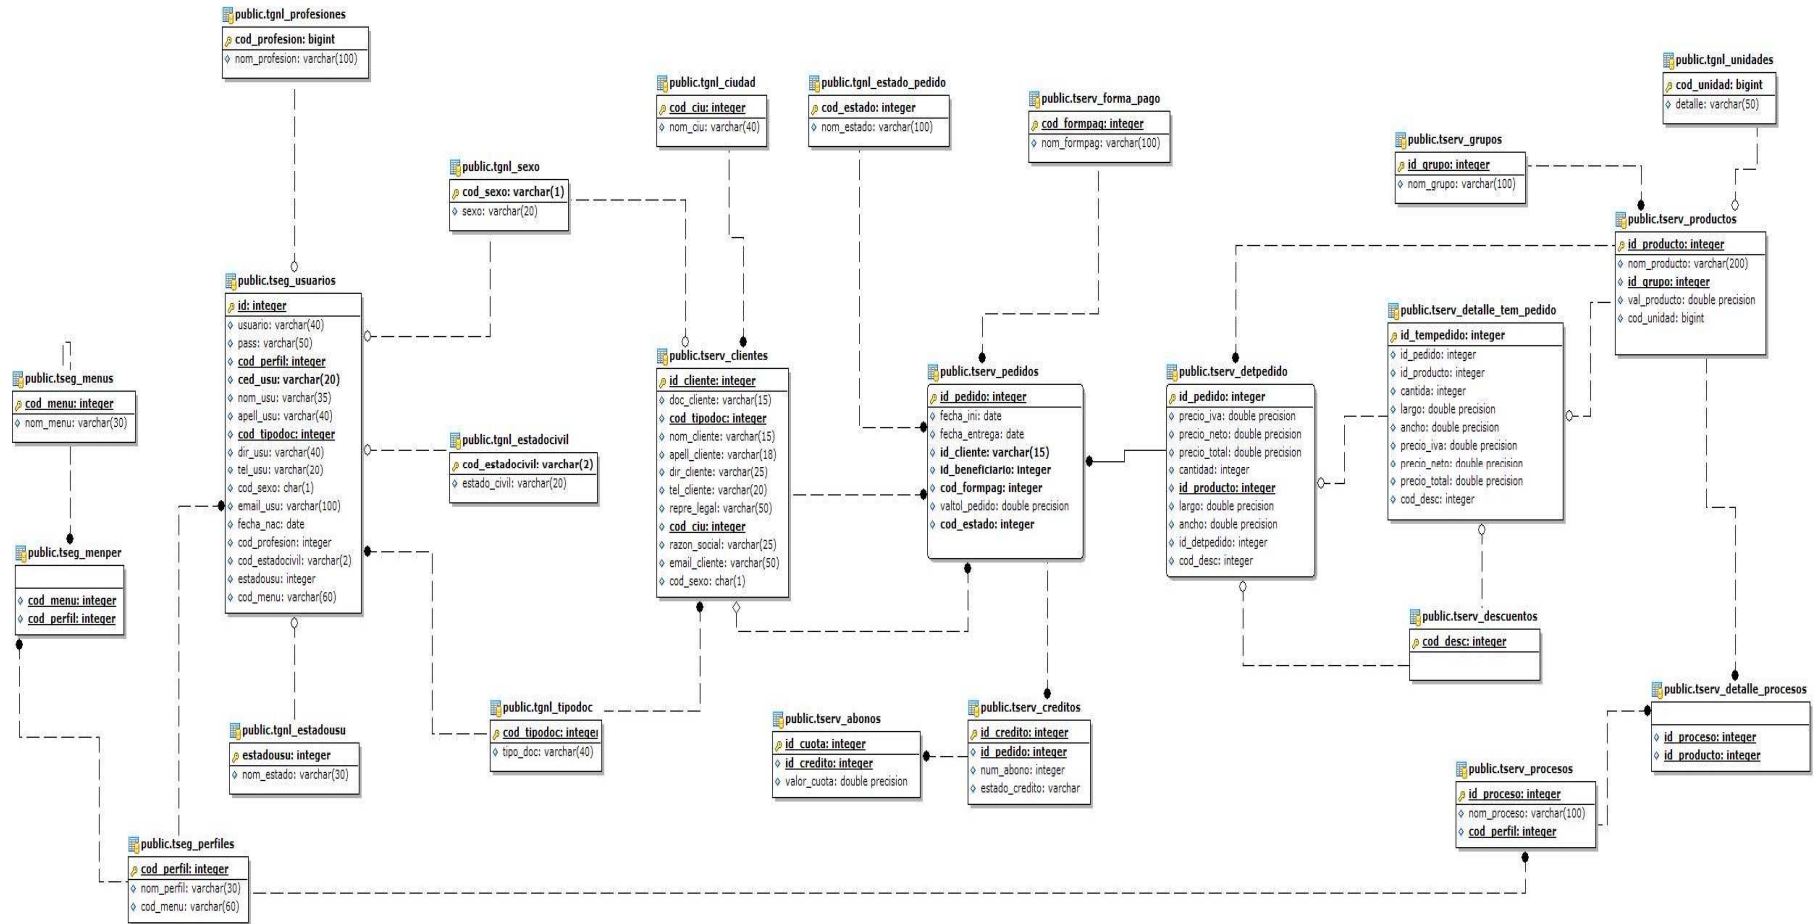 public.tgnl_profesiones
cod_profesion: bigint
nom_profesion: varchar(100)
public.tgnl_ciudad
cod_ciu: integer
nom_ciu: varchar(40)
public.tgnl_estado_pedido
cod_estado: integer
nom_estado: varchar(100)
public.tserv_forma_pago
cod_formpag: integer
nom_formpag: varchar(100)
public.tgnl_unidades
cod_unidad: bigint
detalle: varchar(50)
public.tserv_grupos
id_grupo: integer
nom_grupo: varchar(100)
public.tgnl_sexo
cod_sexo: varchar(1)
sexo: varchar(20)
public.tserv_productos
id_producto: integer
nom_producto: varchar(200)
id_grupo: integer
val_producto: double precision
cod_unidad: bigint
public.tseg_usuarios
id: integer
usuario: varchar(40)
pass: varchar(50)
cod_perfil: integer
ced_usu: varchar(20)
nom_usu: varchar(35)
apell_usu: varchar(40)
cod_tipodoc: integer
dir_usu: varchar(40)
tel_usu: varchar(20)
cod_sexo: char(1)
email_usu: varchar(100)
fecha_nac: date
cod_profesion: integer
cod_estadocivil: varchar(2)
estadousu: integer
cod_menu: varchar(60)
public.tseg_menus
cod_menu: integer
nom_menu: varchar(30)
public.tgnl_estadocivil
cod_estadocivil: varchar(2)
estado_civil: varchar(20)
public.tserv_clientes
id_cliente: integer
doc_cliente: varchar(15)
cod_tipodoc: integer
nom_cliente: varchar(15)
apell_cliente: varchar(18)
dir_cliente: varchar(25)
tel_cliente: varchar(20)
repre_legal: varchar(50)
cod_ciu: integer
razon_social: varchar(25)
email_cliente: varchar(50)
cod_sexo: char(1)
public.tserv_pedidos
id_pedido: integer
fecha_ini: date
fecha_entrega: date
id_cliente: varchar(15)
id_beneficiario: integer
cod_formpag: integer
valtol_pedido: double precision
cod_estado: integer
public.tserv_detpedido
id_pedido: integer
precio_iva: double precision
precio_neto: double precision
precio_total: double precision
cantidad: integer
id_producto: integer
largo: double precision
ancho: double precision
id_detpedido: integer
cod_desc: integer
public.tserv_detalle_tem_pedido
id_tempedido: integer
id_pedido: integer
id_producto: integer
cantida: integer
largo: double precision
ancho: double precision
precio_iva: double precision
precio_neto: double precision
precio_total: double precision
cod_desc: integer
public.tseg_menper
cod_menu: integer
cod_perfil: integer
public.tserv_descuentos
cod_desc: integer
public.tgnl_estadousu
estadousu: integer
nom_estado: varchar(30)
public.tgnl_tipodoc
cod_tipodoc: integer
tipo_doc: varchar(40)
public.tserv_abonos
id_cuota: integer
id_credito: integer
valor_cuota: double precision
public.tserv_creditos
id_credito: integer
id_pedido: integer
num_abono: integer
estado_credito: varchar
public.tserv_detalle_procesos
id_proceso: integer
id_producto: integer
public.tserv_procesos
id_proceso: integer
nom_proceso: varchar(100)
cod_perfil: integer
public.tseg_perfiles
cod_perfil: integer
nom_perfil: varchar(30)
cod_menu: varchar(60)